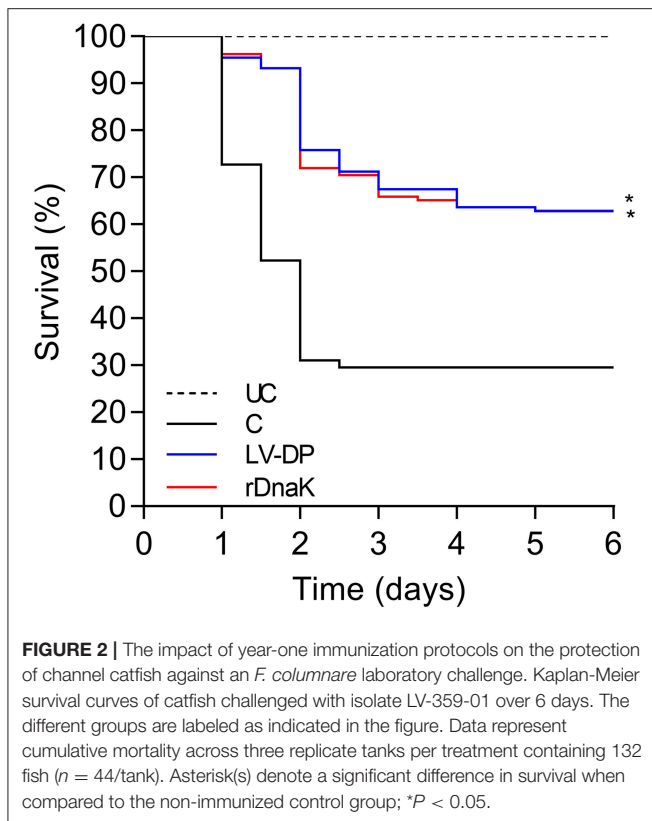 100
90
80
70
60
50
40
30
20
10
0
Survival (%)
*
*
UC
C
LV-DP
rDnaK
0 1 2 3 4 5 6
Time (days)
FIGURE 2 | The impact of year-one immunization protocols on the protection
of channel catfish against an F. columnare laboratory challenge. Kaplan-Meier
survival curves of catfish challenged with isolate LV-359-01 over 6 days. The
different groups are labeled as indicated in the figure. Data represent
cumulative mortality across three replicate tanks per treatment containing 132
fish (n = 44/tank). Asterisk(s) denote a significant difference in survival when
compared to the non-immunized control group; *P < 0.05.